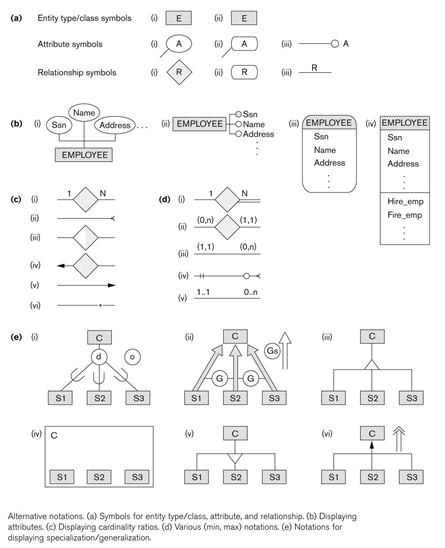 (a) Entity type/class symbols (i) E (ii) E
Attribute symbols (i) A (ii) A (iii) A
Relationship symbols (i) R (ii) R (iii) R
(b) (i) Ssn Name Address . . . EMPLOYEE
(ii) EMPLOYEE Ssn Name Address
(iii) EMPLOYEE
Ssn
Name
Address
(iv) EMPLOYEE
Ssn
Name
Address
Hire_emp
Fire_emp
(c) (i) 1 N
(ii)
(iii)
(iv)
(v)
(vi)
(d) (i) 1 N
(ii) (0,n) (1,1)
(iii) (1,1) (0,n)
(iv)
(v) 1..1 0..n
(e) (i) C d o S1 S2 S3
(ii) C Gs G G S1 S2 S3
(iii) C S1 S2 S3
(iv) C S1 S2 S3
(v) C S1 S2 S3
(vi) C S1 S2 S3
Alternative notations. (a) Symbols for entity type/class, attribute, and relationship. (b) Displaying
attributes. (c) Displaying cardinality ratios. (d) Various (min, max) notations. (e) Notations for
displaying specialization/generalization.